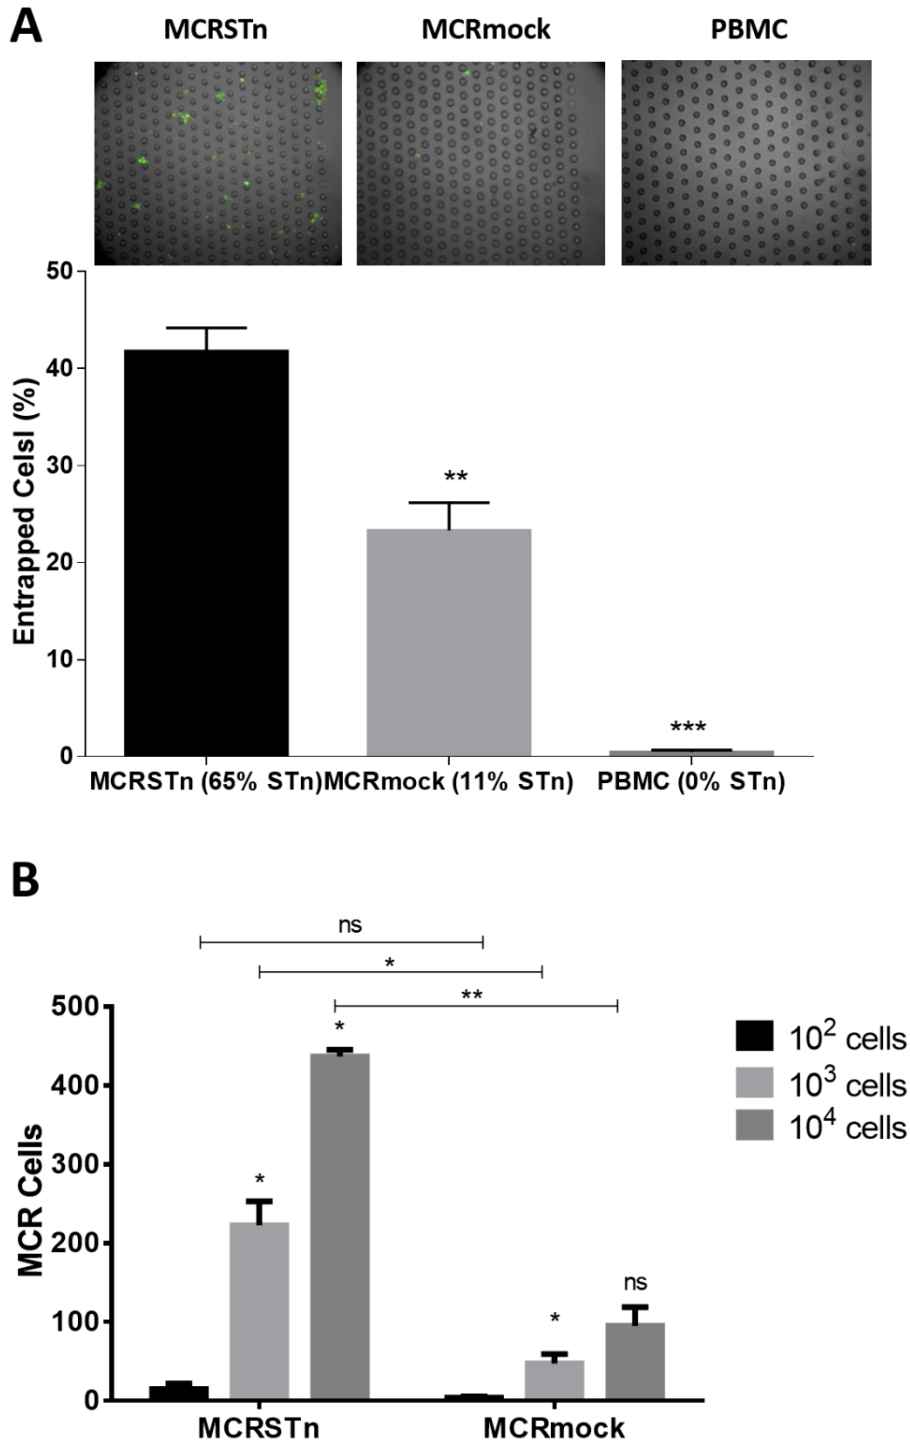 A
MCRSTn MCRmock PBMC
50
40
30
20
10
0
Entrapped Celsl (%)
**
***
MCRSTn (65% STn) MCRmock (11% STn) PBMC (0% STn)
B
ns
*
**
500
400
300
200
100
0
MCR Cells
*
*
*
ns
MCRSTn MCRmock
10² cells
10³ cells
10⁴ cells